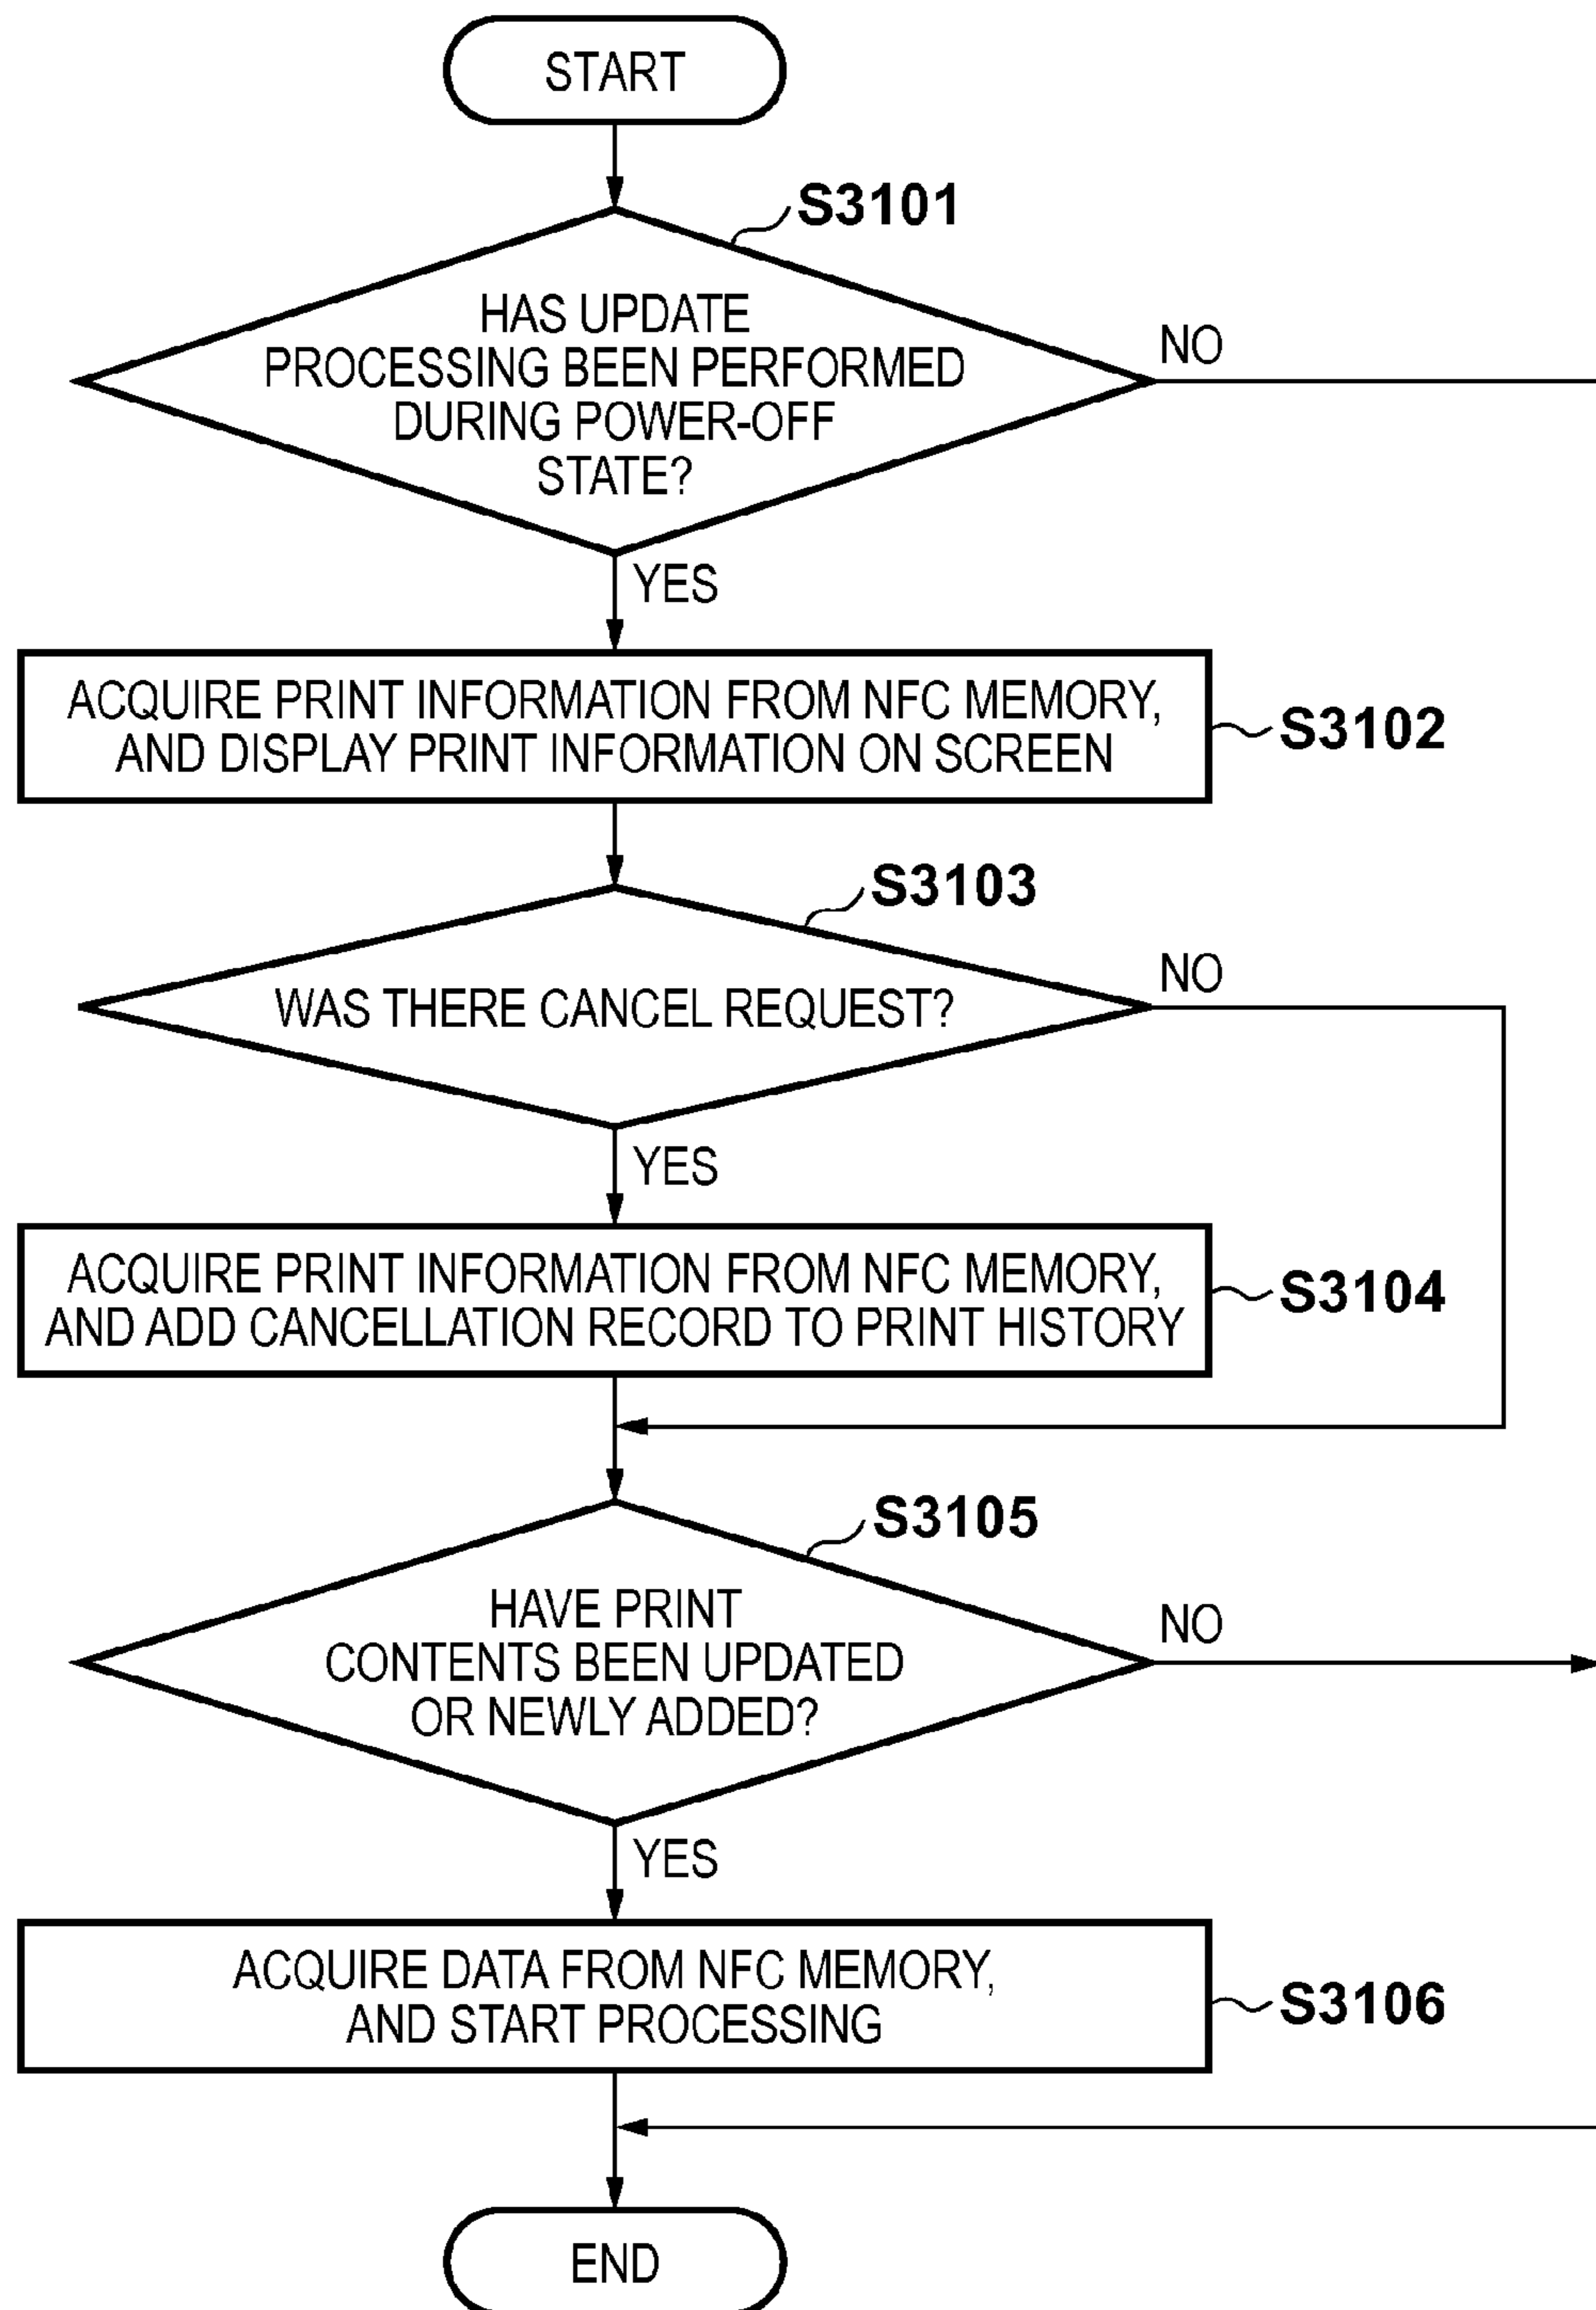 START
S3101
HAS UPDATE
PROCESSING BEEN PERFORMED
DURING POWER-OFF
STATE?
NO
YES
ACQUIRE PRINT INFORMATION FROM NFC MEMORY,
AND DISPLAY PRINT INFORMATION ON SCREEN
S3102
S3103
WAS THERE CANCEL REQUEST?
NO
YES
ACQUIRE PRINT INFORMATION FROM NFC MEMORY,
AND ADD CANCELLATION RECORD TO PRINT HISTORY
S3104
S3105
HAVE PRINT
CONTENTS BEEN UPDATED
OR NEWLY ADDED?
NO
YES
ACQUIRE DATA FROM NFC MEMORY,
AND START PROCESSING
S3106
END